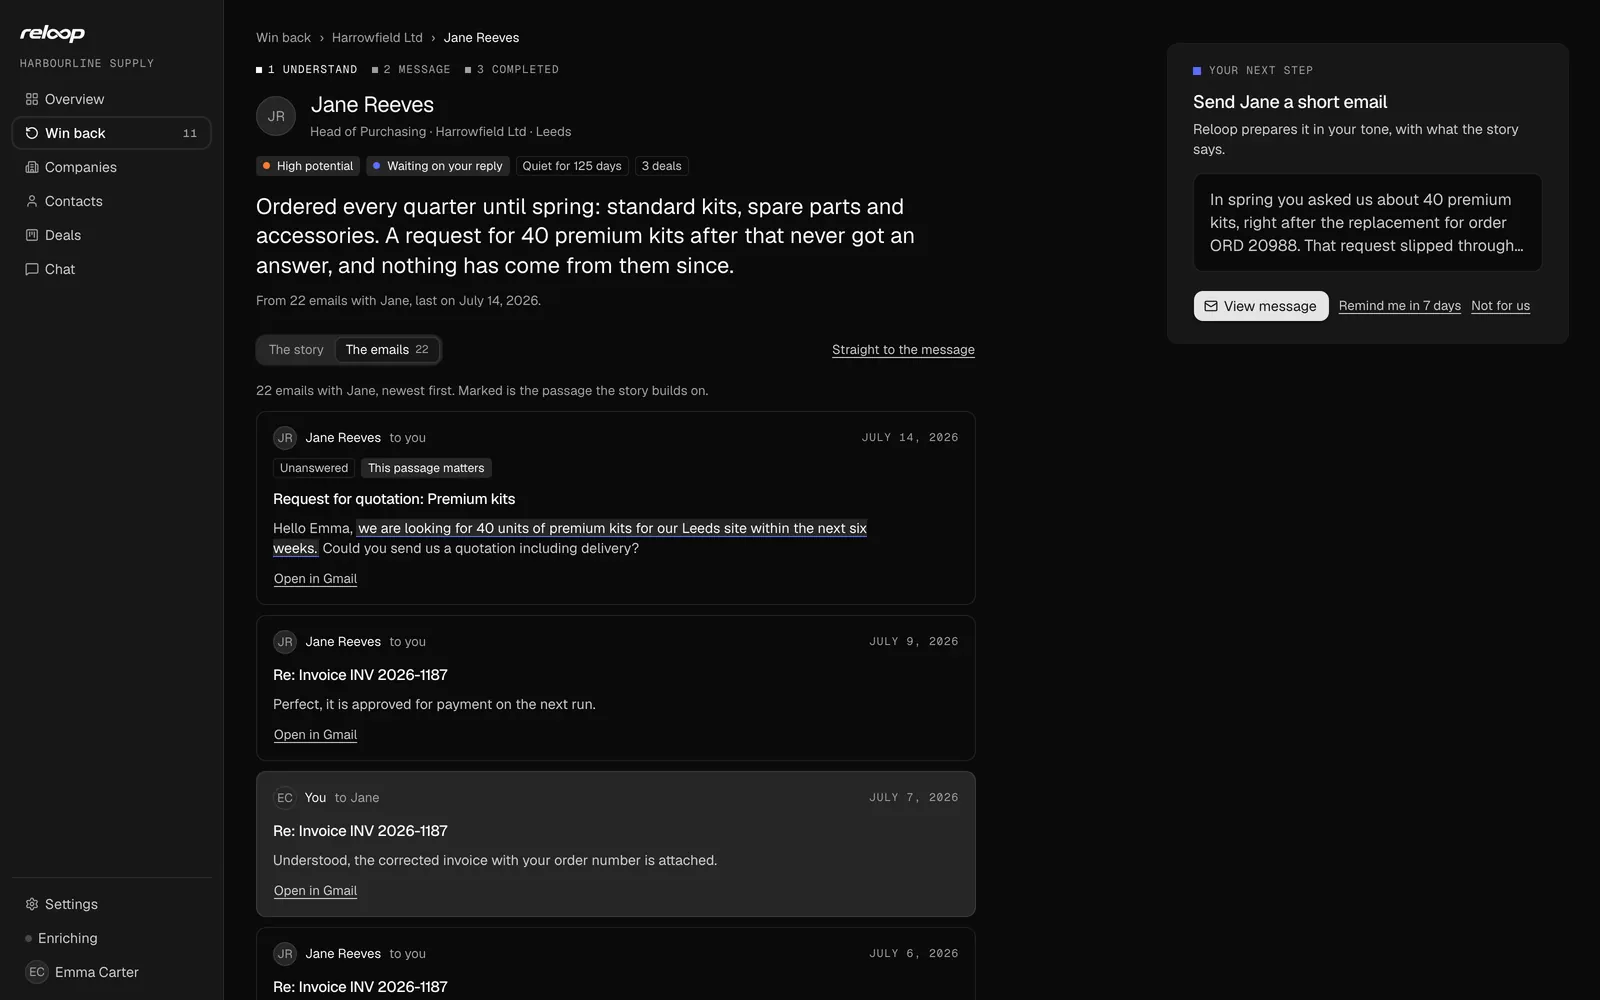 reloop
HARBOURLINE SUPPLY
Overview
Win back 11
Companies
Contacts
Deals
Chat
Settings
Enriching
EC Emma Carter
Win back › Harrowfield Ltd › Jane Reeves
1 UNDERSTAND 2 MESSAGE 3 COMPLETED
JR
Jane Reeves
Head of Purchasing · Harrowfield Ltd · Leeds
High potential Waiting on your reply Quiet for 125 days 3 deals
Ordered every quarter until spring: standard kits, spare parts and
accessories. A request for 40 premium kits after that never got an
answer, and nothing has come from them since.
From 22 emails with Jane, last on July 14, 2026.
The story The emails 22 Straight to the message
22 emails with Jane, newest first. Marked is the passage the story builds on.
JR Jane Reeves to you JULY 14, 2026
Unanswered This passage matters
Request for quotation: Premium kits
Hello Emma, we are looking for 40 units of premium kits for our Leeds site within the next six
weeks. Could you send us a quotation including delivery?
Open in Gmail
JR Jane Reeves to you JULY 9, 2026
Re: Invoice INV 2026-1187
Perfect, it is approved for payment on the next run.
Open in Gmail
EC You to Jane JULY 7, 2026
Re: Invoice INV 2026-1187
Understood, the corrected invoice with your order number is attached.
Open in Gmail
JR Jane Reeves to you JULY 6, 2026
Re: Invoice INV 2026-1187
YOUR NEXT STEP
Send Jane a short email
Reloop prepares it in your tone, with what the story
says.
In spring you asked us about 40 premium
kits, right after the replacement for order
ORD 20988. That request slipped through…
View message Remind me in 7 days Not for us